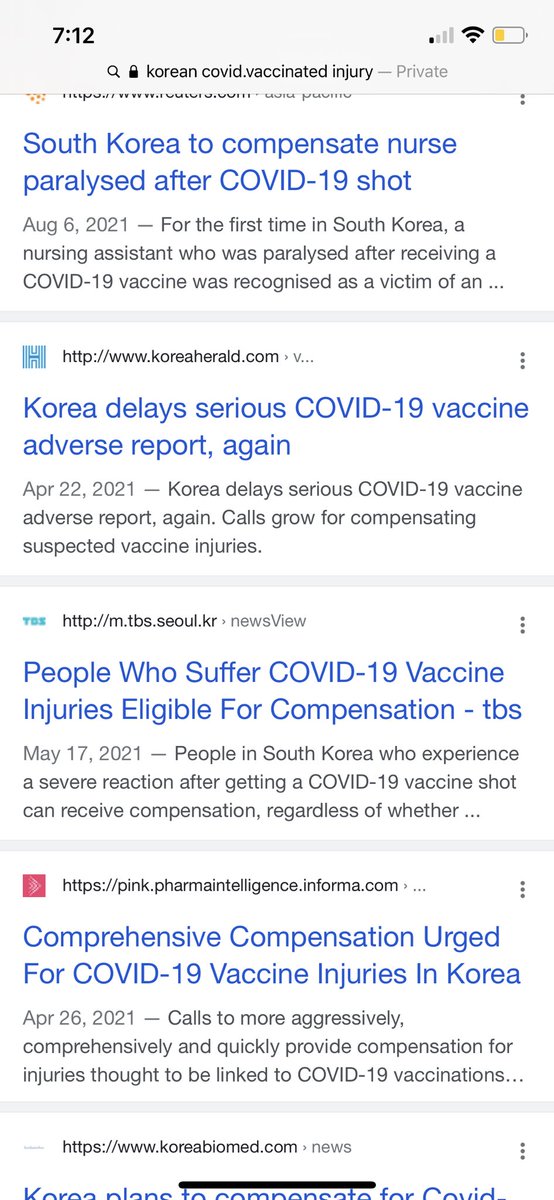 7:12
korean covid.vaccinated injury — Private
https://www.reuters.com › asia-pacific
South Korea to compensate nurse
paralysed after COVID-19 shot
Aug 6, 2021 — For the first time in South Korea, a
nursing assistant who was paralysed after receiving a
COVID-19 vaccine was recognised as a victim of an ...
http://www.koreaherald.com › v...
Korea delays serious COVID-19 vaccine
adverse report, again
Apr 22, 2021 — Korea delays serious COVID-19 vaccine
adverse report, again. Calls grow for compensating
suspected vaccine injuries.
TBS http://m.tbs.seoul.kr › newsView
People Who Suffer COVID-19 Vaccine
Injuries Eligible For Compensation - tbs
May 17, 2021 — People in South Korea who experience
a severe reaction after getting a COVID-19 vaccine shot
can receive compensation, regardless of whether ...
https://pink.pharmaintelligence.informa.com › ...
Comprehensive Compensation Urged
For COVID-19 Vaccine Injuries In Korea
Apr 26, 2021 — Calls to more aggressively,
comprehensively and quickly provide compensation for
injuries thought to be linked to COVID-19 vaccinations...
https://www.koreabiomed.com › news
Korea plans to compensate for Covid-